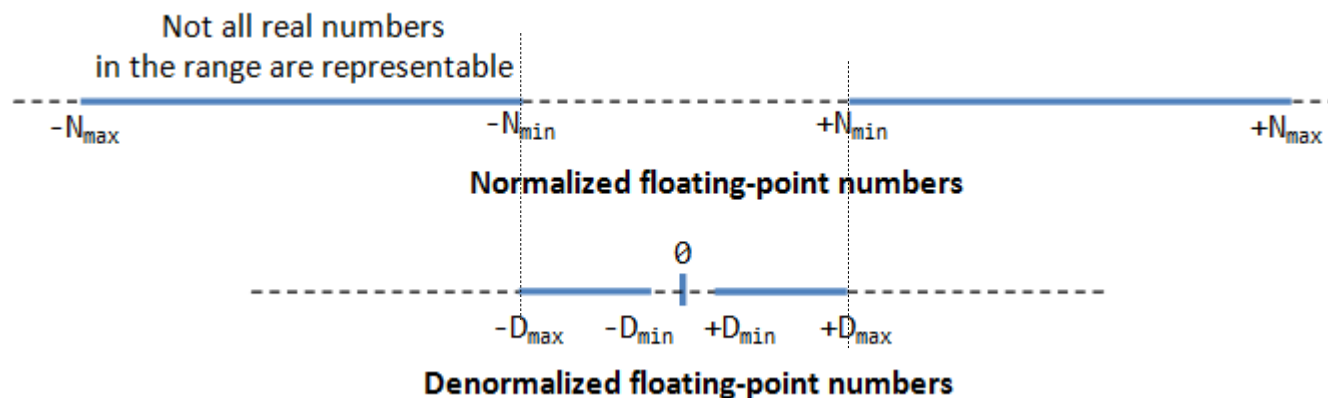 Not all real numbers
in the range are representable
-Nmax -Nmin +Nmin +Nmax
Normalized floating-point numbers
0
-Dmax -Dmin +Dmin +Dmax
Denormalized floating-point numbers